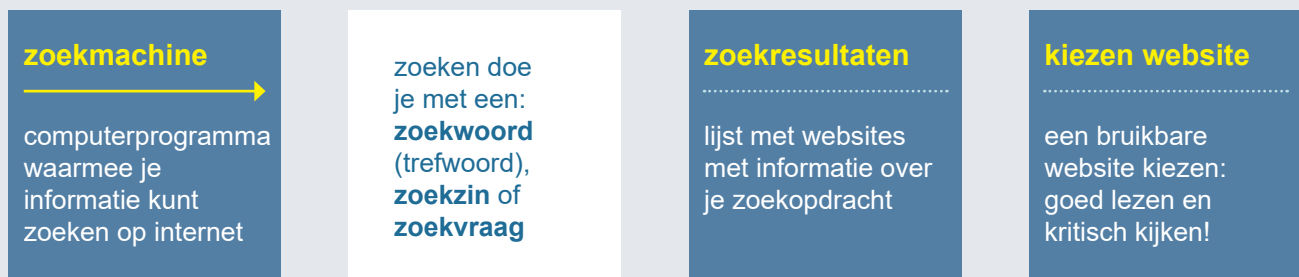 zoekmachine
computerprogramma
waarmee je
informatie kunt
zoeken op internet
zoeken doe
je met een:
zoekwoord
(trefwoord),
zoekzin of
zoekvraag
zoekresultaten
lijst met websites
met informatie over
je zoekopdracht
kiezen website
een bruikbare
website kiezen:
goed lezen en
kritisch kijken!